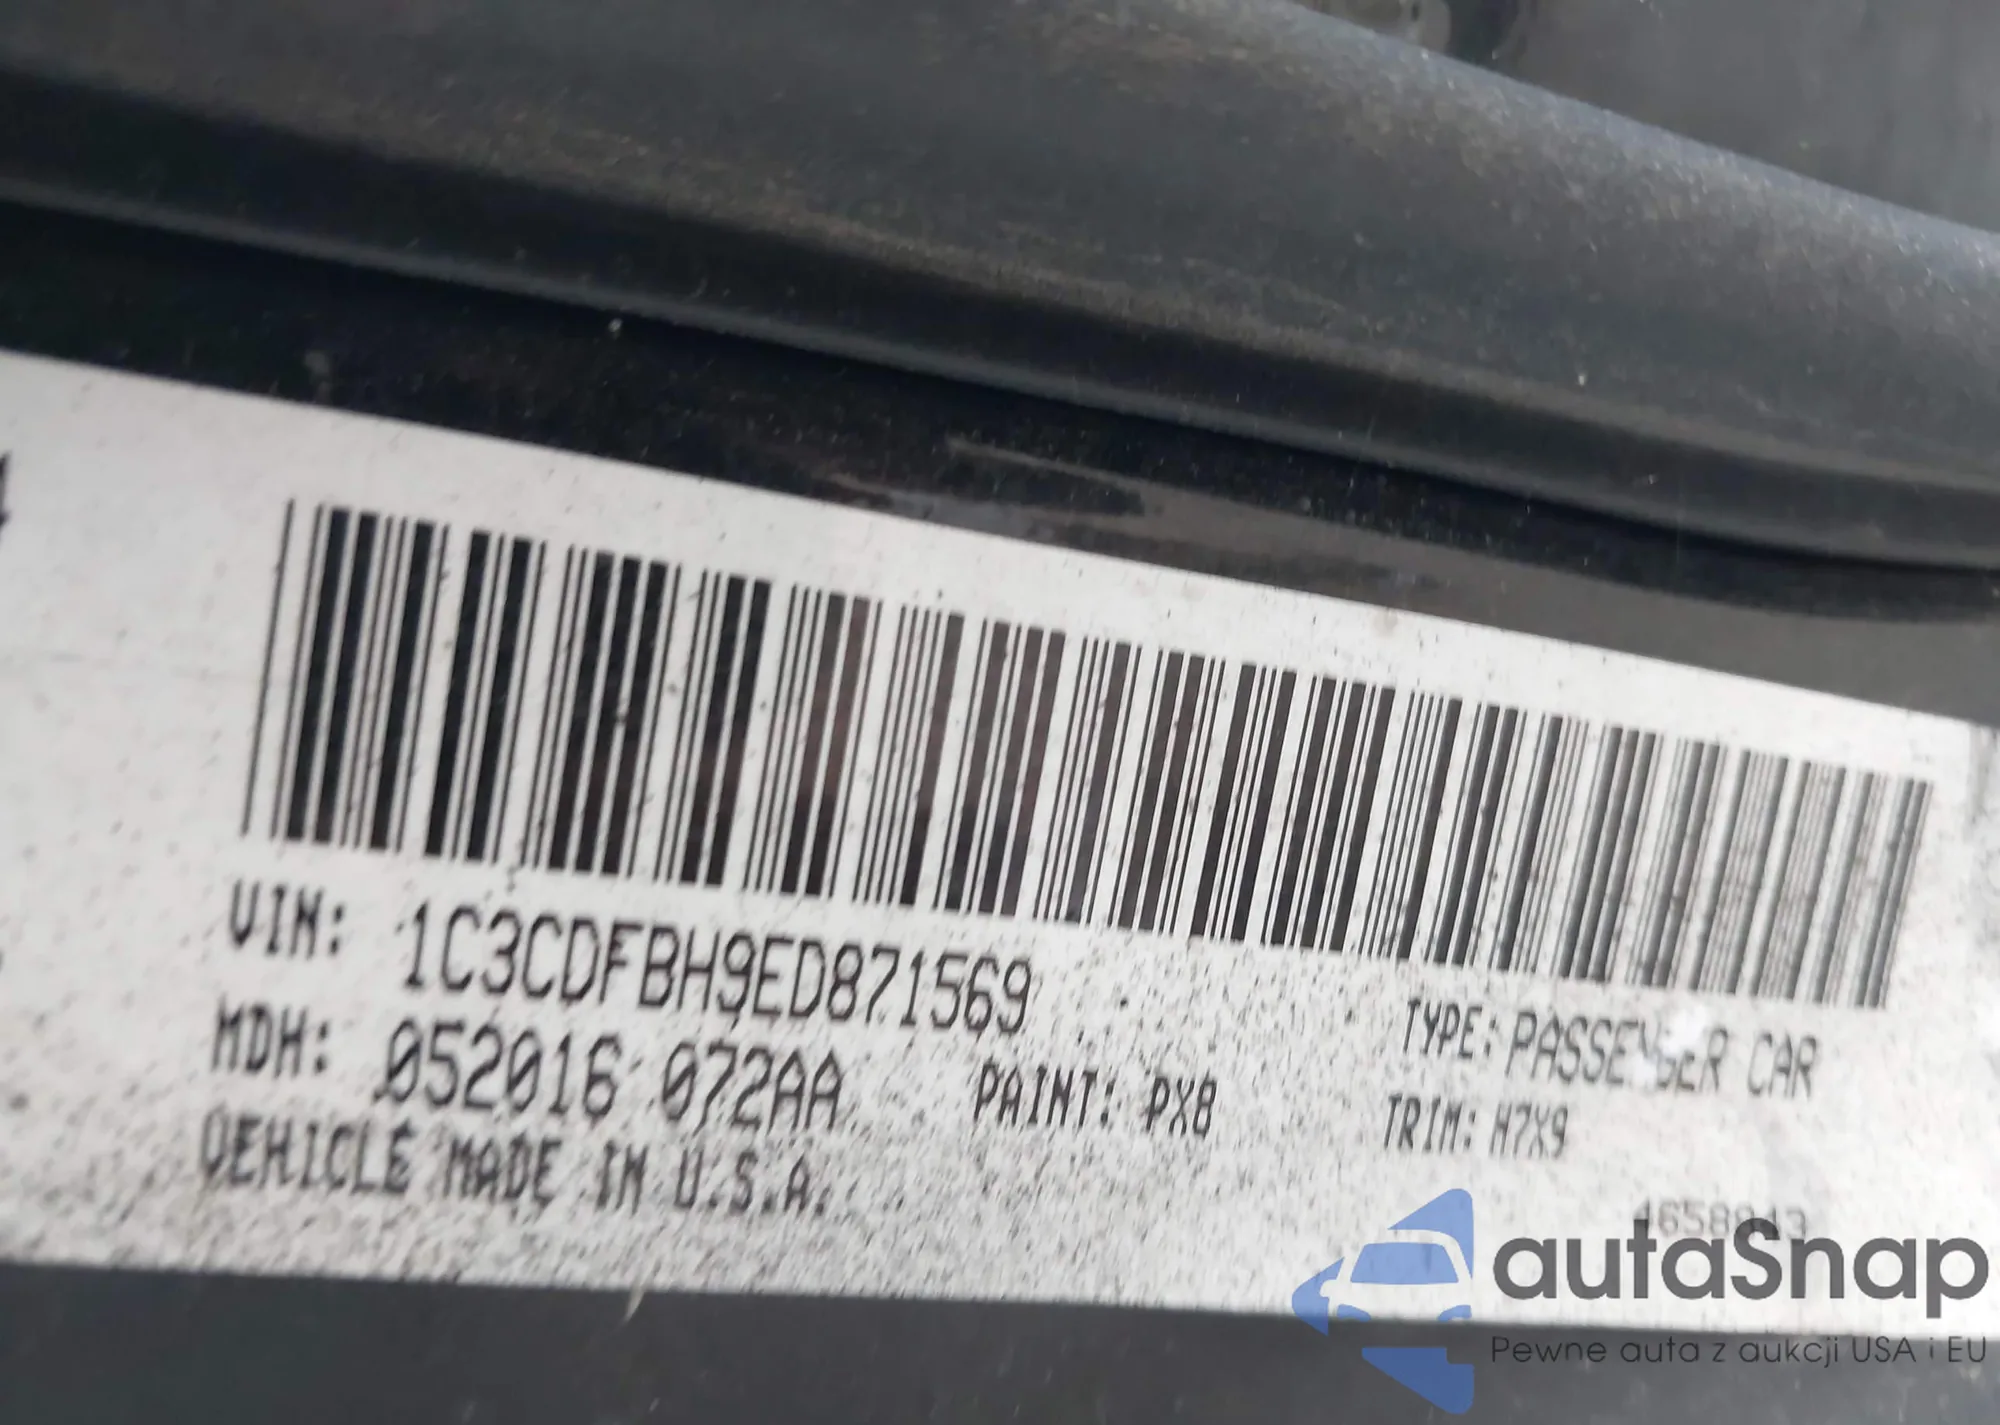 VIN: 1C3CDFBH9ED871569
MDH: 052016 072AA
PAINT: PX8
TYPE: PASSENGER CAR
TRIM: H7X9
VEHICLE MADE IN U.S.A.
autaSnap
Pewne auta z aukcji USA i EU